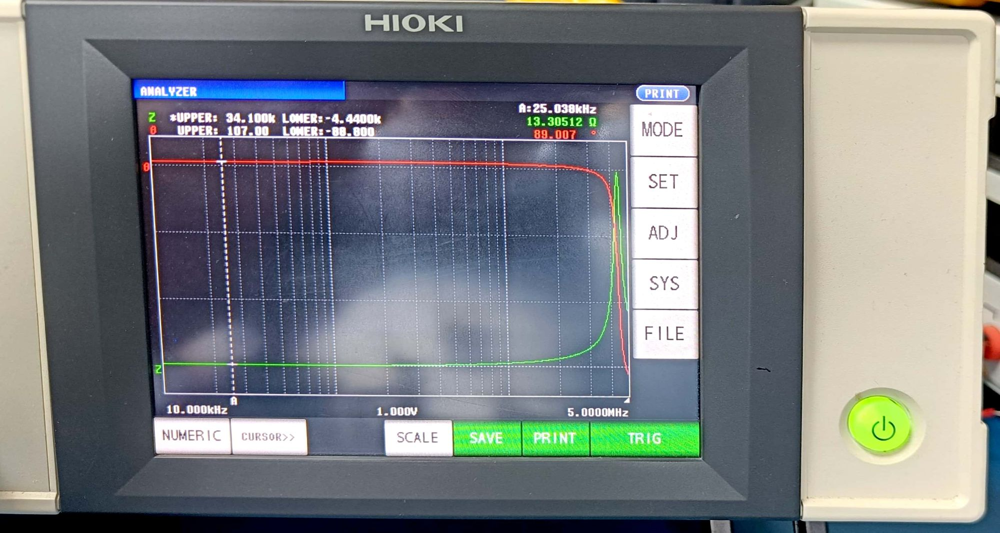 HIOKI
ANALYZER
PRINT
A:25.038kHz
Z *UPPER: 34.100k LOWER:-4.4400k 13.30512 Ω
θ UPPER: 107.00 LOWER:-88.800 89.007 °
MODE
SET
θ
ADJ
SYS
FILE
Z
A
10.000kHz 1.000V 5.0000MHz
NUMERIC CURSOR>> SCALE SAVE PRINT TRIG